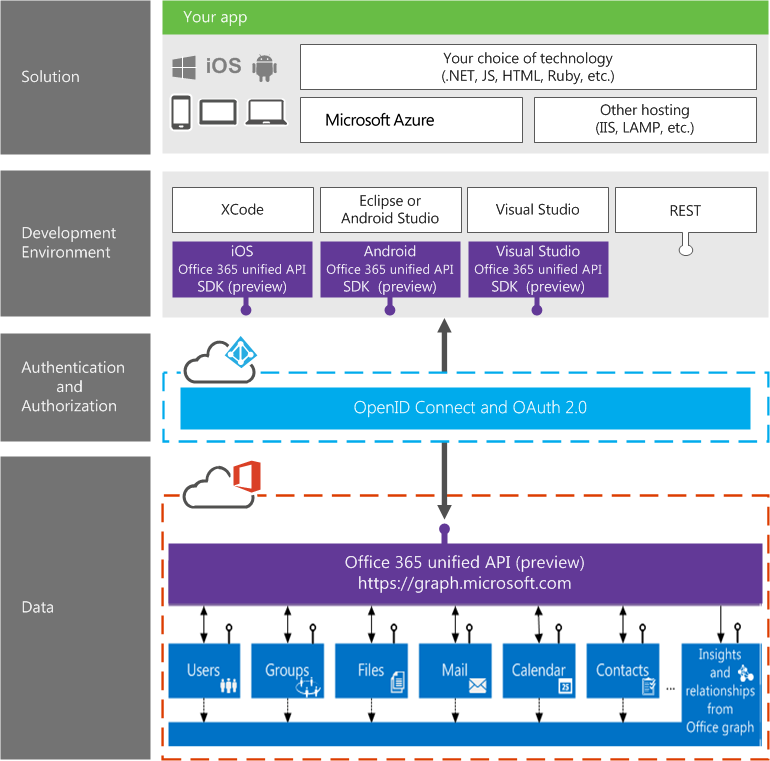 Your app
Solution
iOS
Your choice of technology
(.NET, JS, HTML, Ruby, etc.)
Microsoft Azure
Other hosting
(IIS, LAMP, etc.)
Development
Environment
XCode
Eclipse or
Android Studio
Visual Studio
REST
iOS
Office 365 unified API
SDK (preview)
Android
Office 365 unified API
SDK (preview)
Visual Studio
Office 365 unified API
SDK (preview)
Authentication
and
Authorization
OpenID Connect and OAuth 2.0
Data
Office 365 unified API (preview)
https://graph.microsoft.com
Users
Groups
Files
Mail
Calendar
25
Contacts
...
Insights
and
relationships
from
Office graph